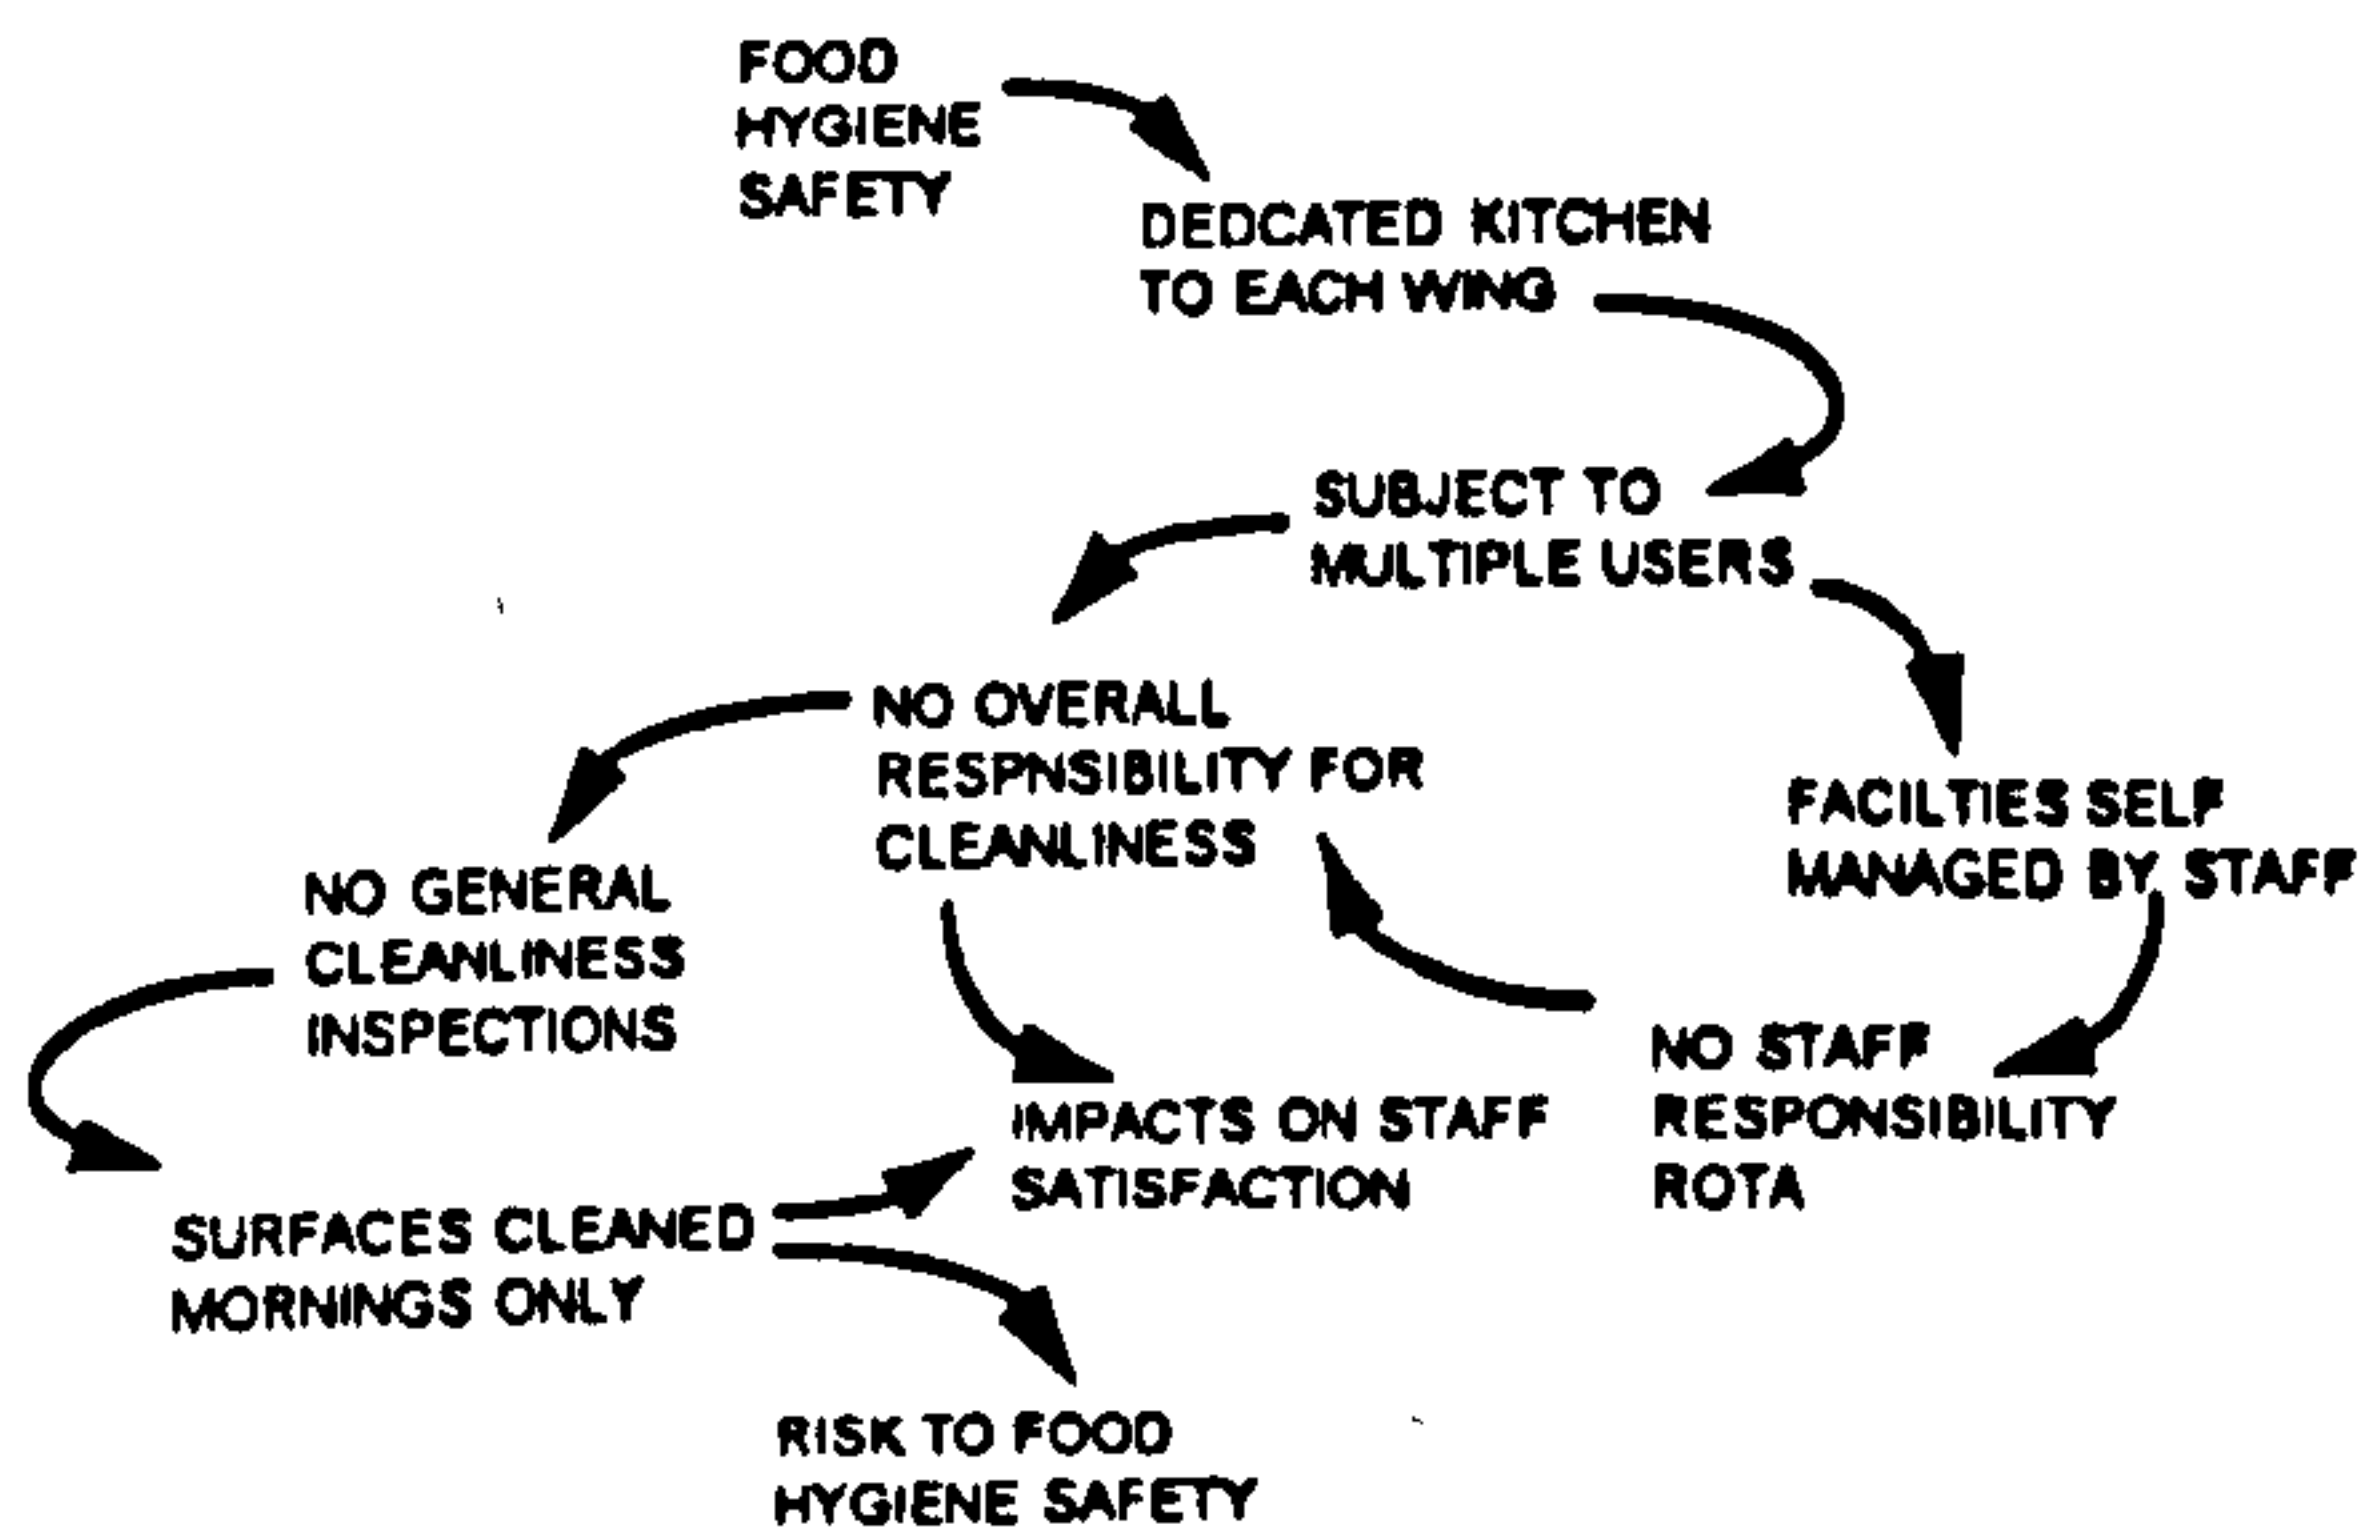 FOOD
HYGIENE
SAFETY
DEDCATED KITCHEN
TO EACH WING
SUBJECT TO
MULTIPLE USERS
NO OVERALL
RESPNSIBILITY FOR
CLEANLINESS
FACILTIES SELF
MANAGED BY STAFF
NO GENERAL
CLEANLINESS
INSPECTIONS
NO STAFF
RESPONSIBILITY
ROTA
IMPACTS ON STAFF
SATISFACTION
SURFACES CLEANED
MORNINGS ONLY
RISK TO FOOD
HYGIENE SAFETY